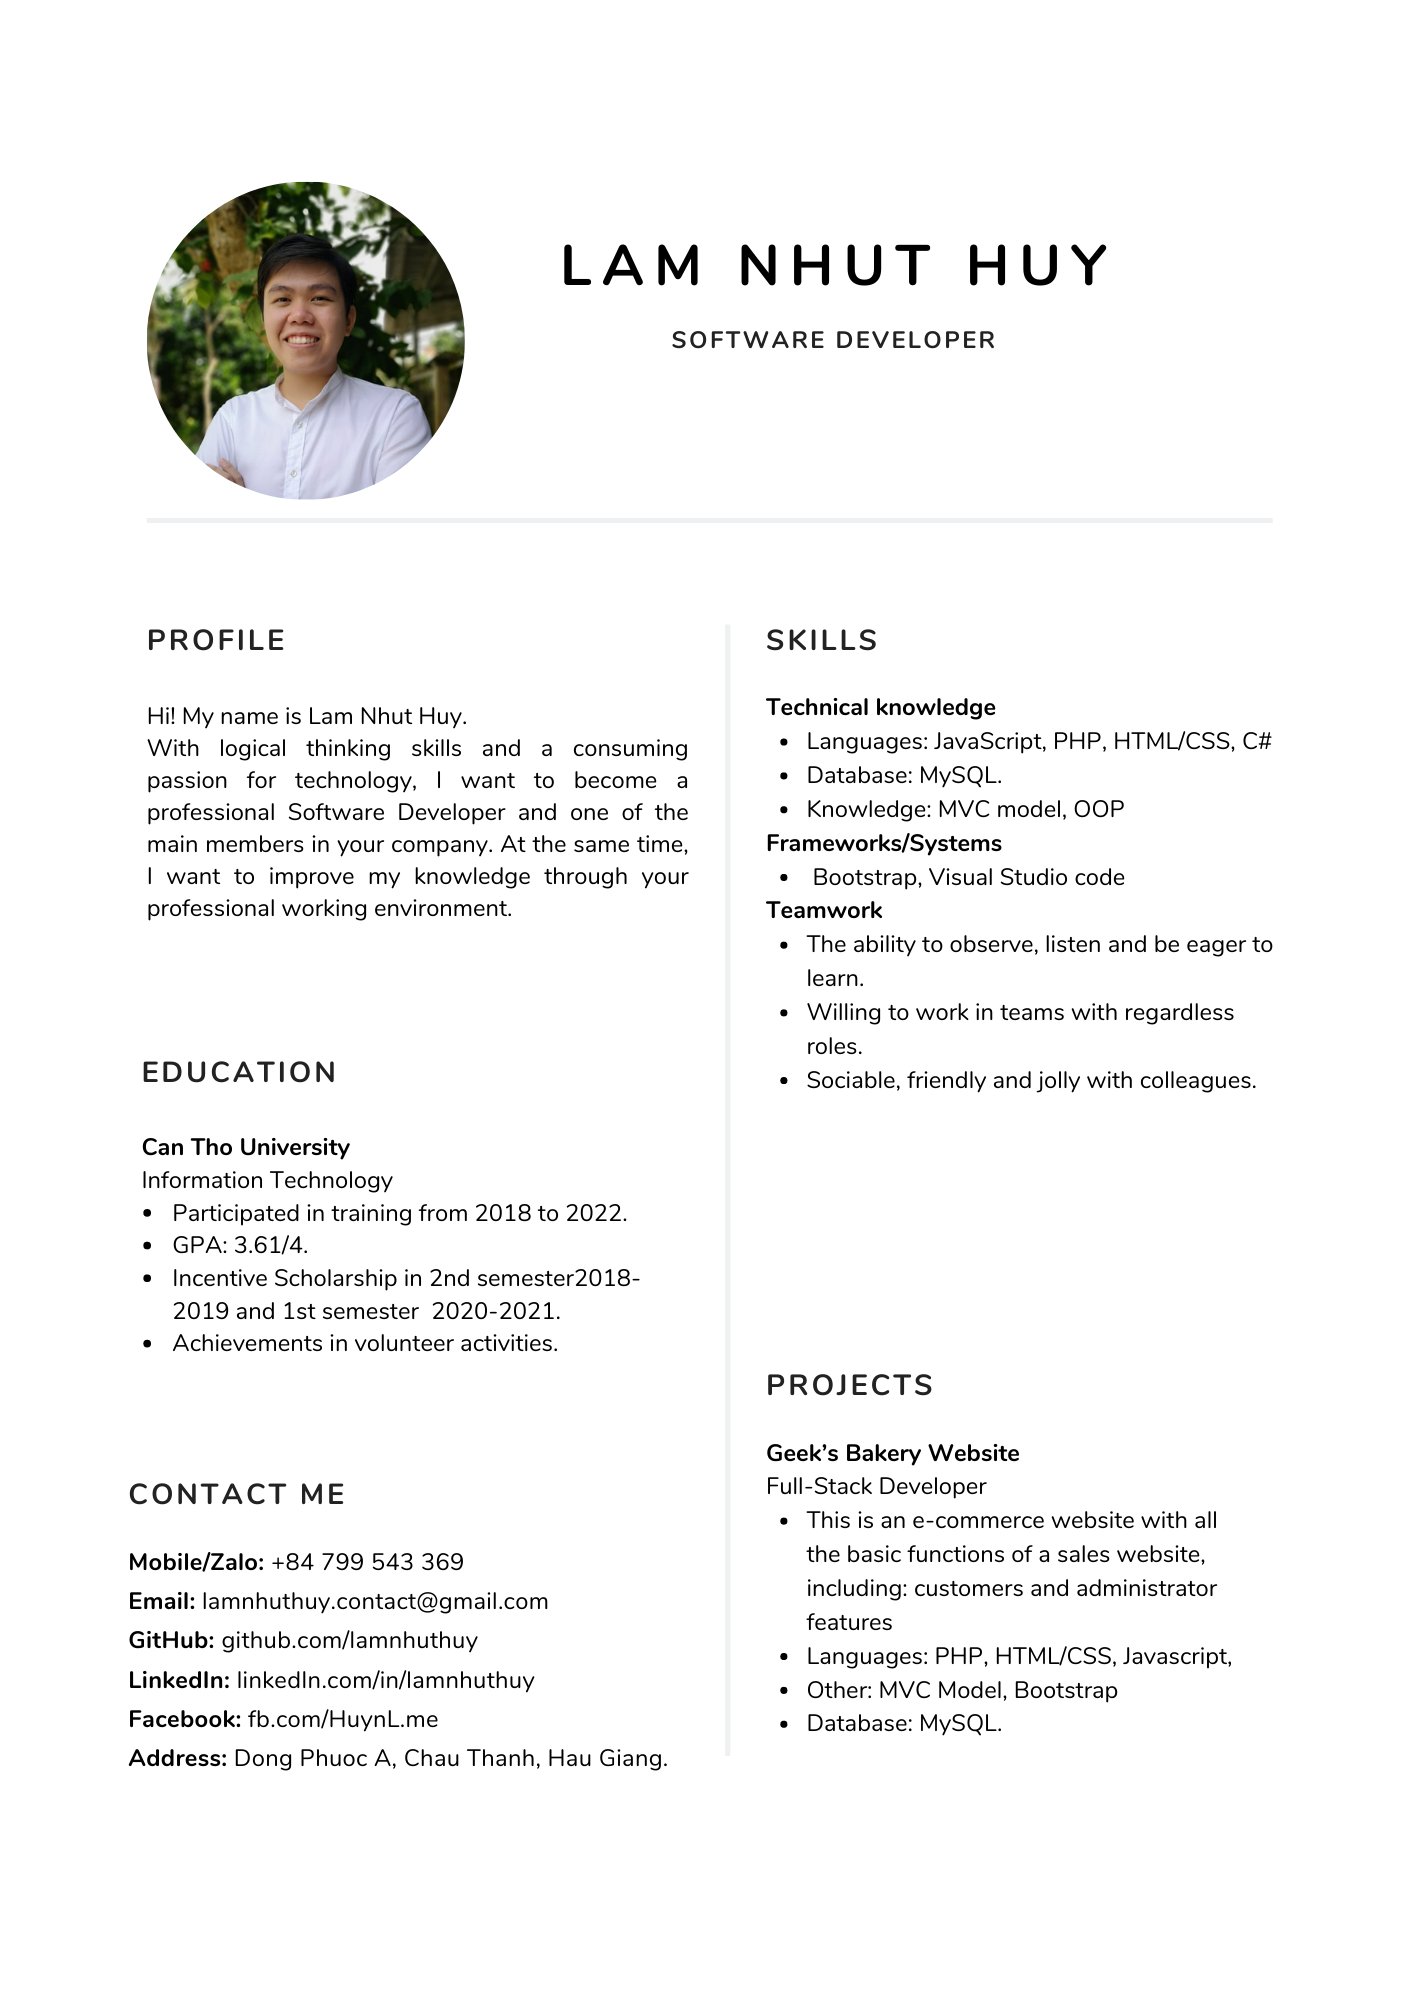 LAM NHUT HUY
SOFTWARE DEVELOPER
PROFILE
Hi! My name is Lam Nhut Huy.
With logical thinking skills and a consuming
passion for technology, I want to become a
professional Software Developer and one of the
main members in your company. At the same time,
I want to improve my knowledge through your
professional working environment.
EDUCATION
Can Tho University
Information Technology
• Participated in training from 2018 to 2022.
• GPA: 3.61/4.
• Incentive Scholarship in 2nd semester2018-
2019 and 1st semester  2020-2021.
• Achievements in volunteer activities.
CONTACT ME
Mobile/Zalo: +84 799 543 369
Email: lamnhuthuy.contact@gmail.com
GitHub: github.com/lamnhuthuy
LinkedIn: linkedIn.com/in/lamnhuthuy
Facebook: fb.com/HuynL.me
Address: Dong Phuoc A, Chau Thanh, Hau Giang.
SKILLS
Technical knowledge
• Languages: JavaScript, PHP, HTML/CSS, C#
• Database: MySQL.
• Knowledge: MVC model, OOP
Frameworks/Systems
• Bootstrap, Visual Studio code
Teamwork
• The ability to observe, listen and be eager to
learn.
• Willing to work in teams with regardless
roles.
• Sociable, friendly and jolly with colleagues.
PROJECTS
Geek’s Bakery Website
Full-Stack Developer
• This is an e-commerce website with all
the basic functions of a sales website,
including: customers and administrator
features
• Languages: PHP, HTML/CSS, Javascript,
• Other: MVC Model, Bootstrap
• Database: MySQL.